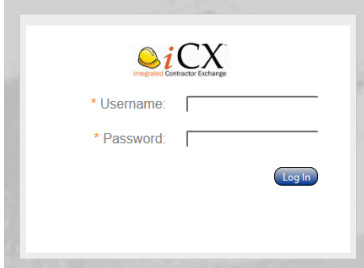 iCX
integrated Contractor Exchange
* Username:
* Password:
Log In